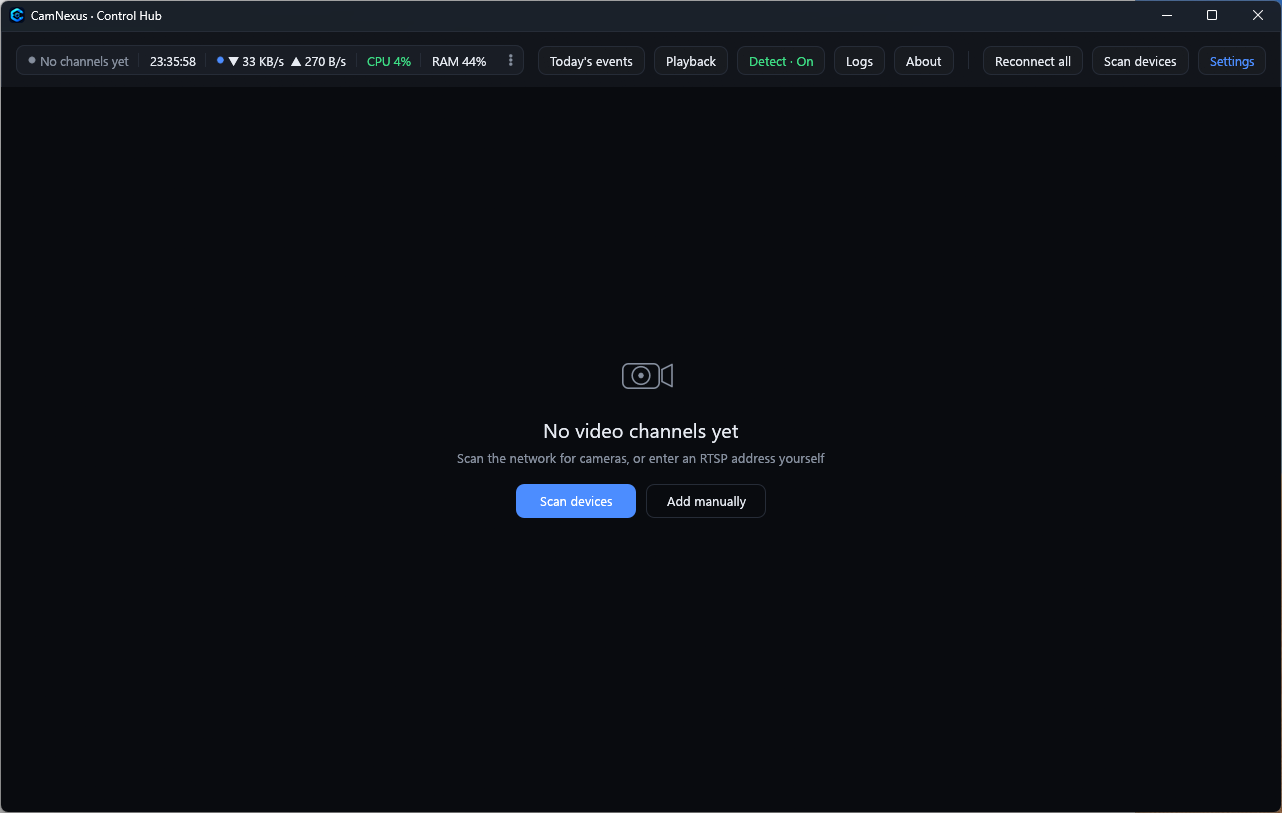 CamNexus · Control Hub
No channels yet 23:35:58 ▼ 33 KB/s ▲ 270 B/s CPU 4% RAM 44% Today's events Playback Detect · On Logs About Reconnect all Scan devices Settings
No video channels yet
Scan the network for cameras, or enter an RTSP address yourself
Scan devices Add manually